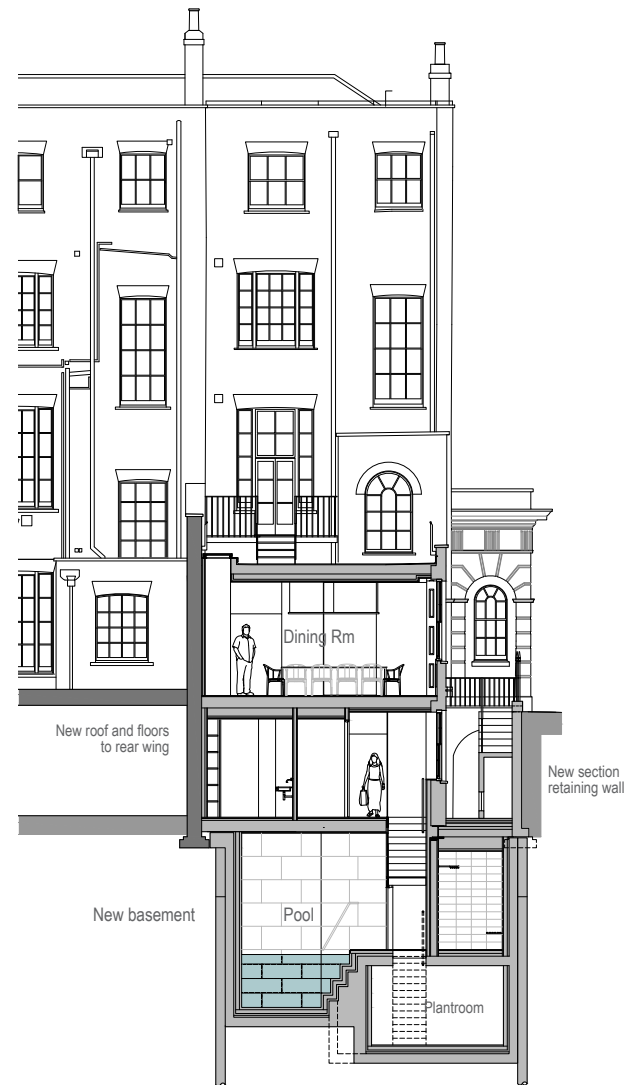 Dining Rm
New roof and floors
to rear wing
New section
retaining wall
New basement
Pool
Plantroom